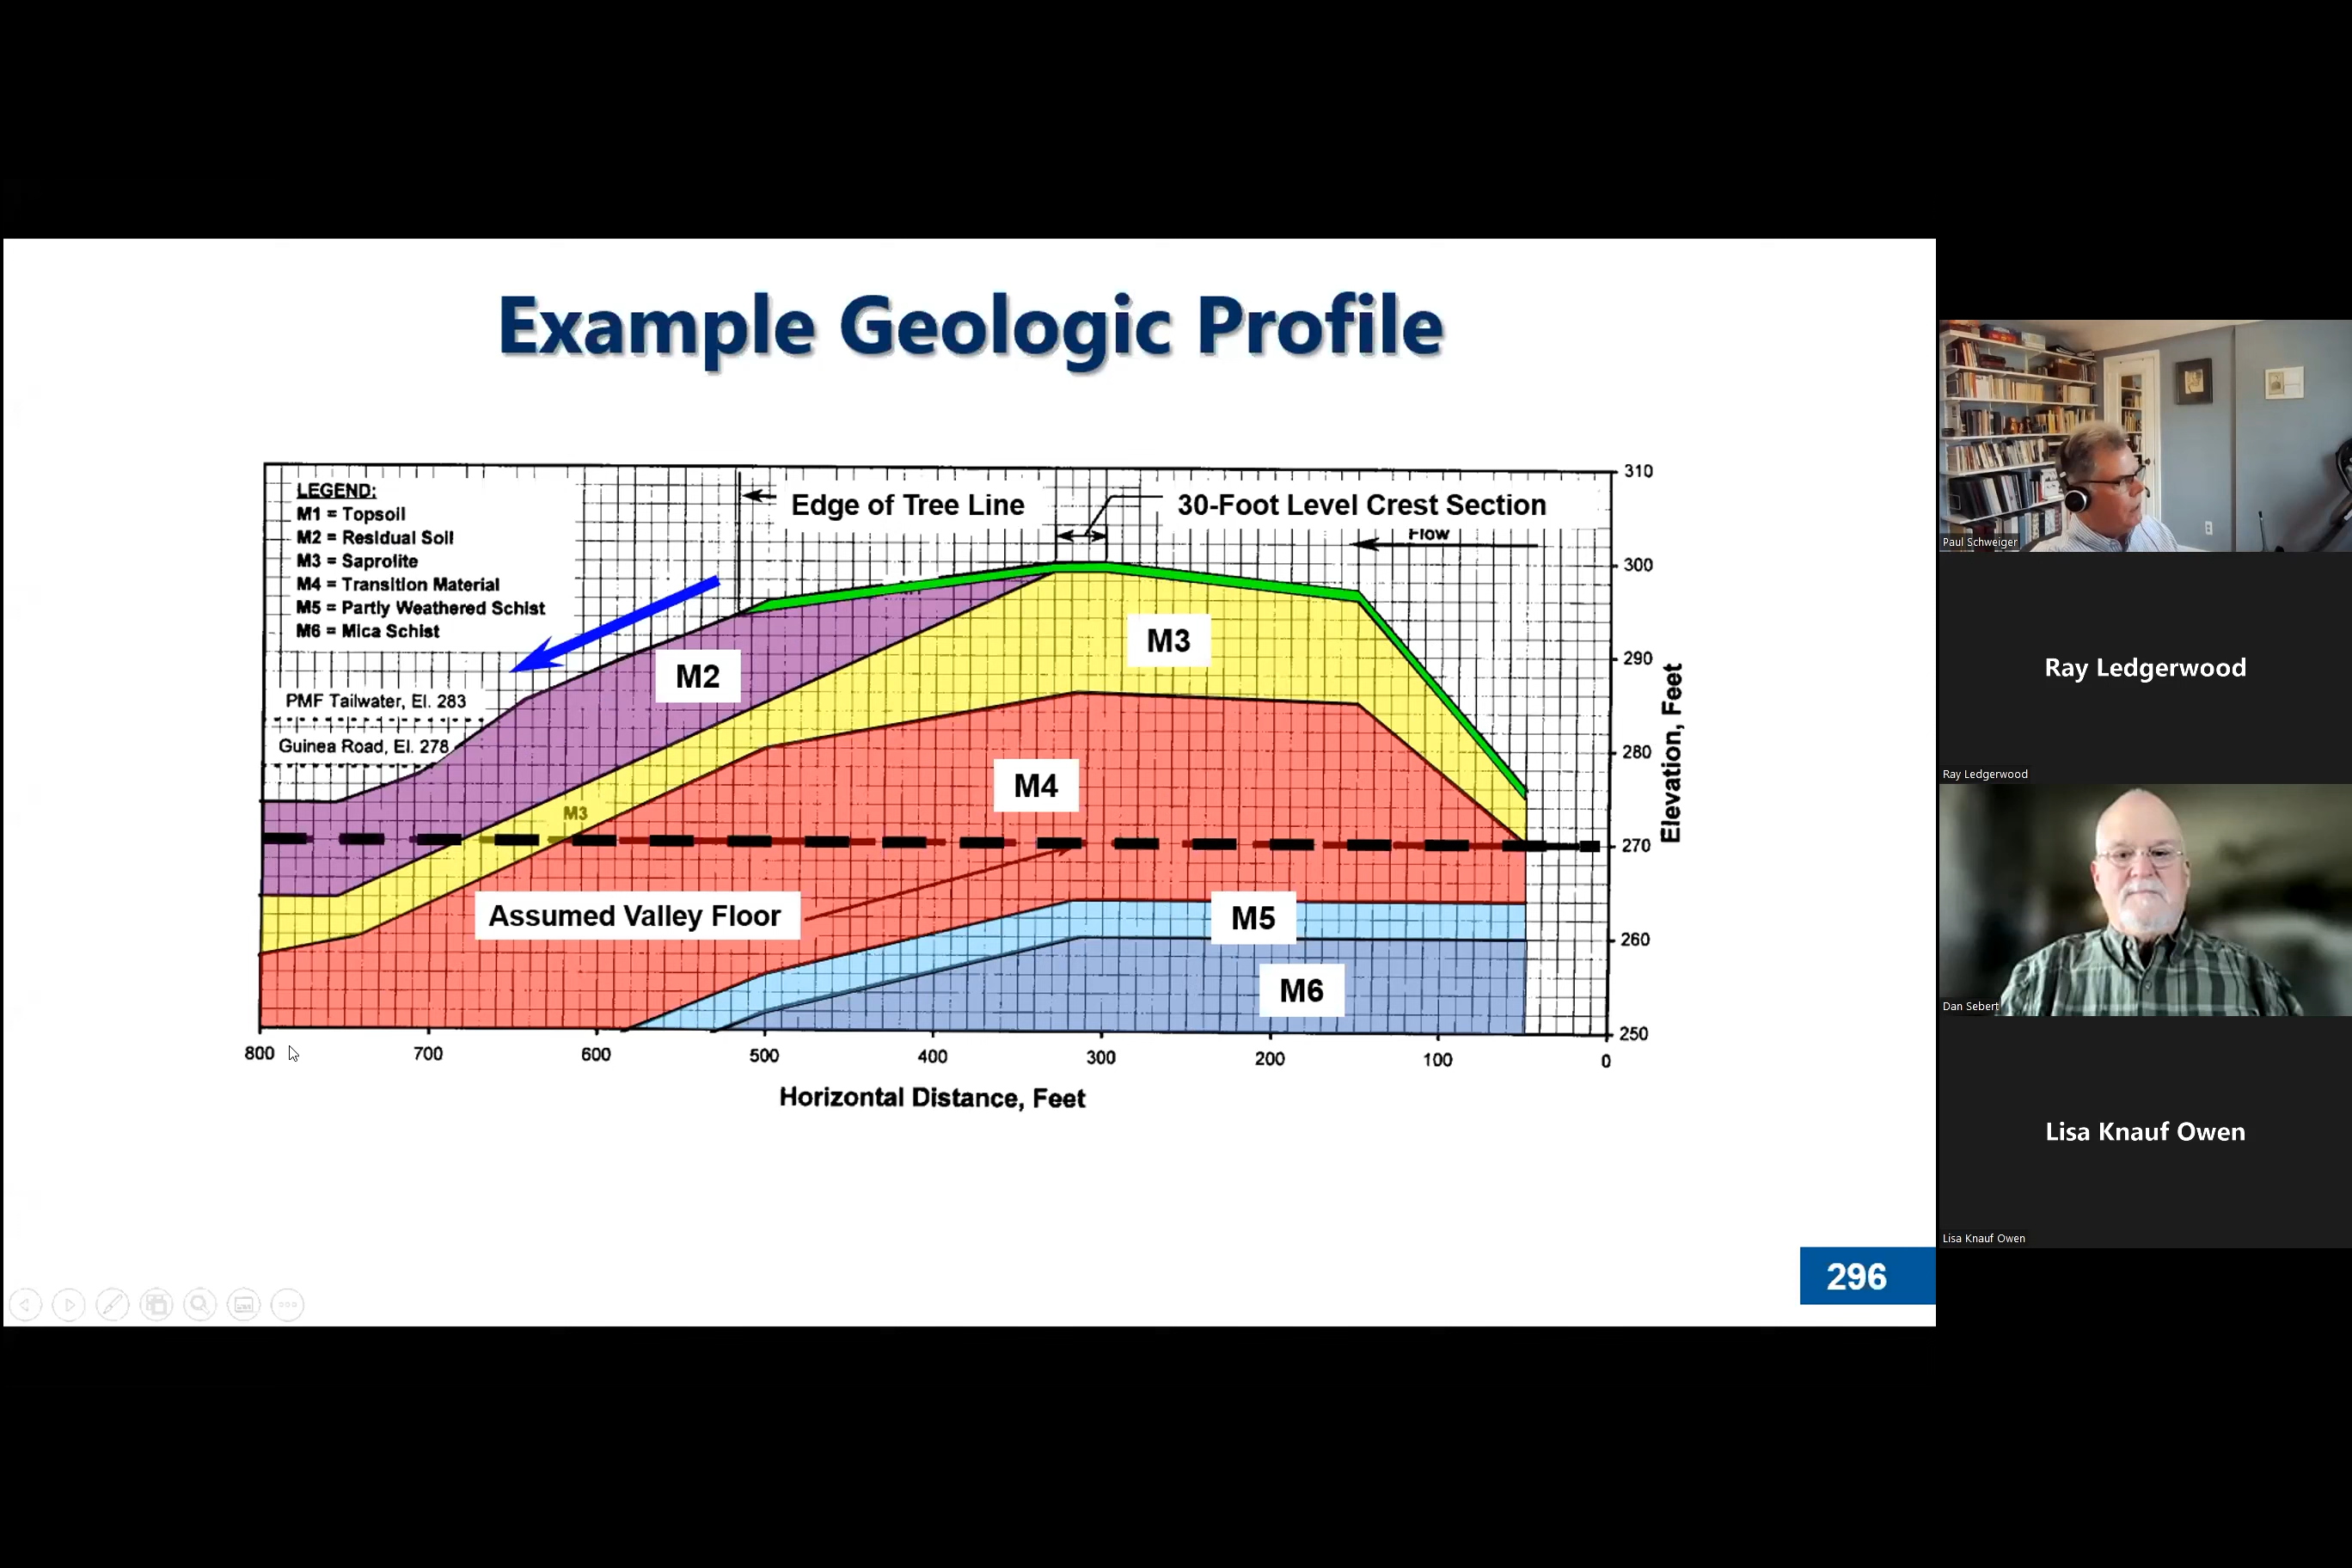 Example Geologic Profile
LEGEND:
M1 = Topsoil
M2 = Residual Soil
M3 = Saprolite
M4 = Transition Material
M5 = Partly Weathered Schist
M6 = Mica Schist
Edge of Tree Line
30-Foot Level Crest Section
Flow
PMF Tailwater, El. 283
Guinea Road, El. 278
M2
M3
M4
M3
Assumed Valley Floor
M5
M6
310
300
290
280
270
260
250
Elevation, Feet
800
700
600
500
400
300
200
100
0
Horizontal Distance, Feet
296
Paul Schweiger
Ray Ledgerwood
Ray Ledgerwood
Dan Sebert
Lisa Knauf Owen
Lisa Knauf Owen